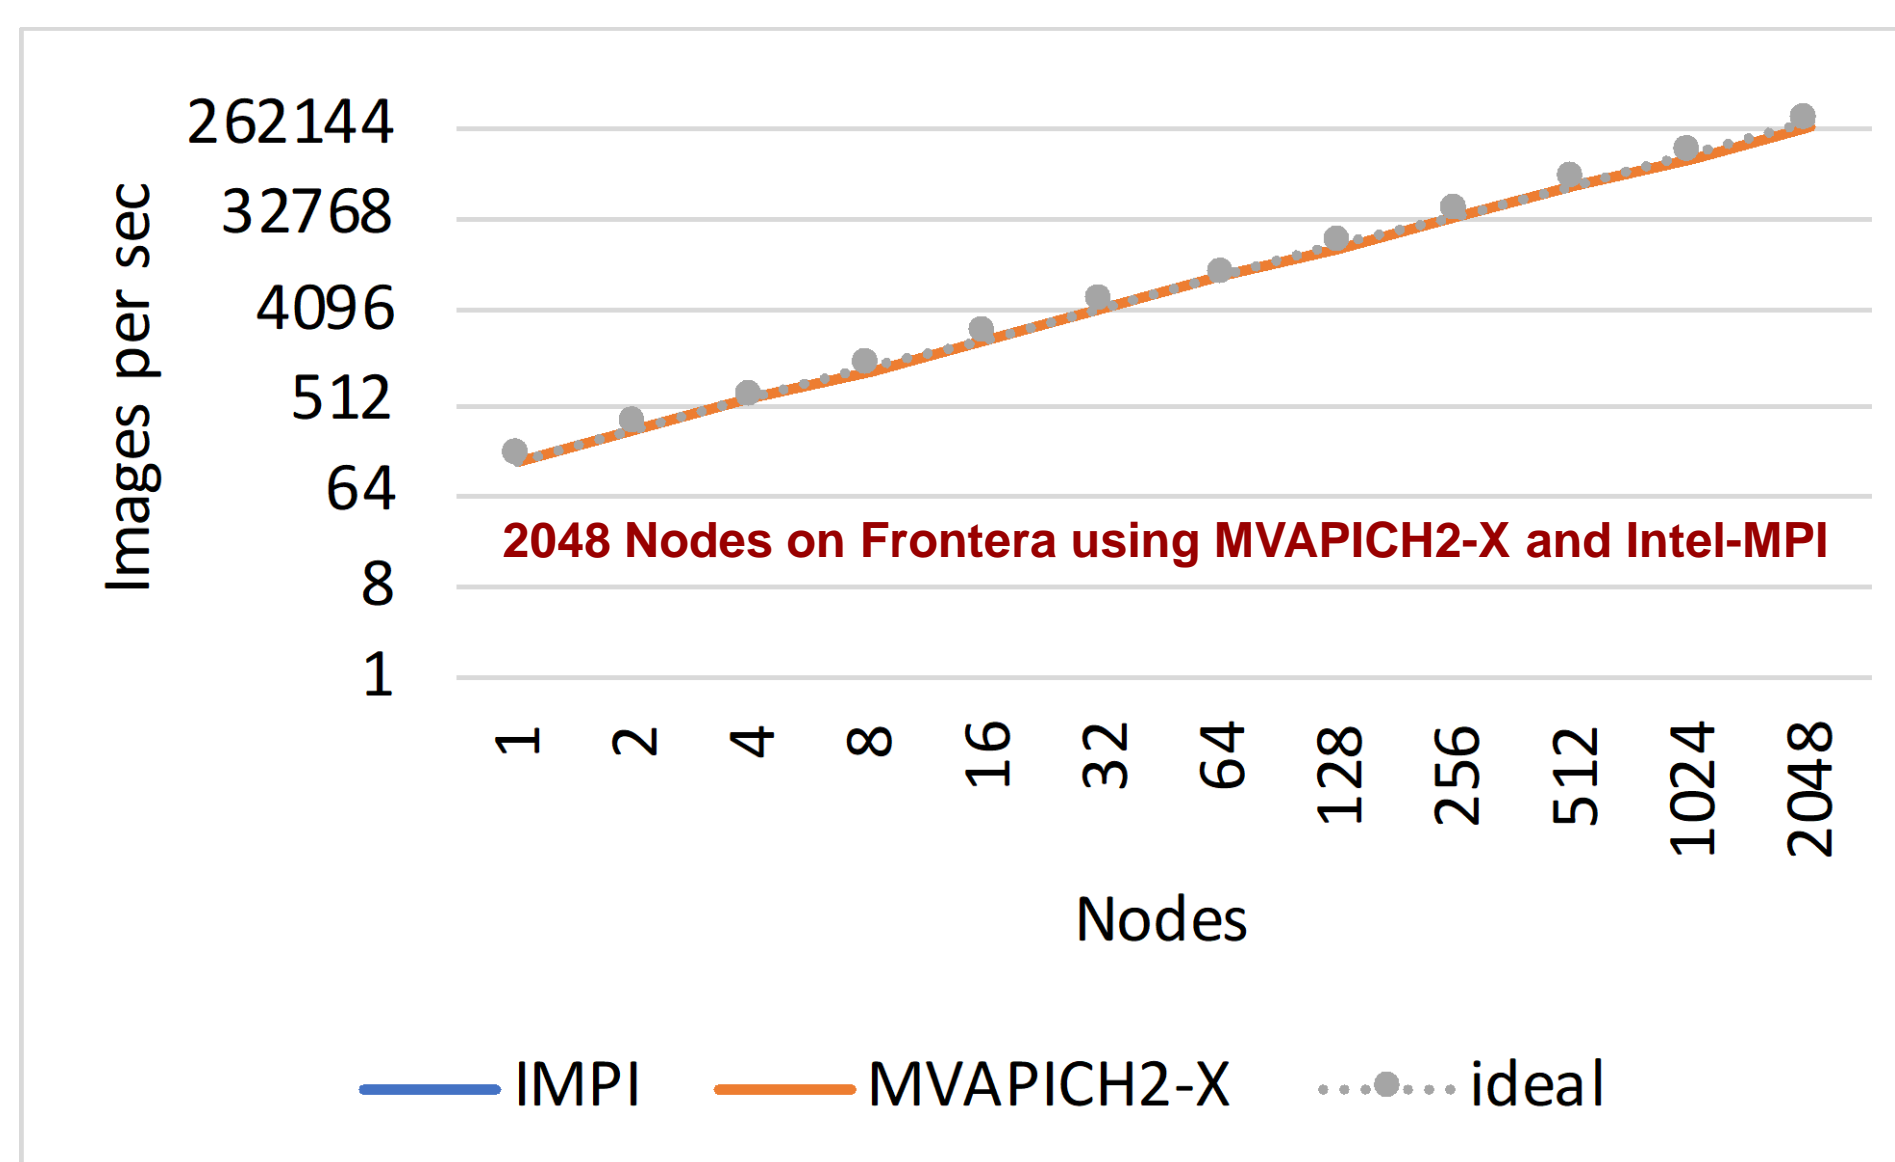 262144
32768
4096
512
64
8
1
Images per sec
2048 Nodes on Frontera using MVAPICH2-X and Intel-MPI
1 2 4 8 16 32 64 128 256 512 1024 2048
Nodes
IMPI MVAPICH2-X ideal